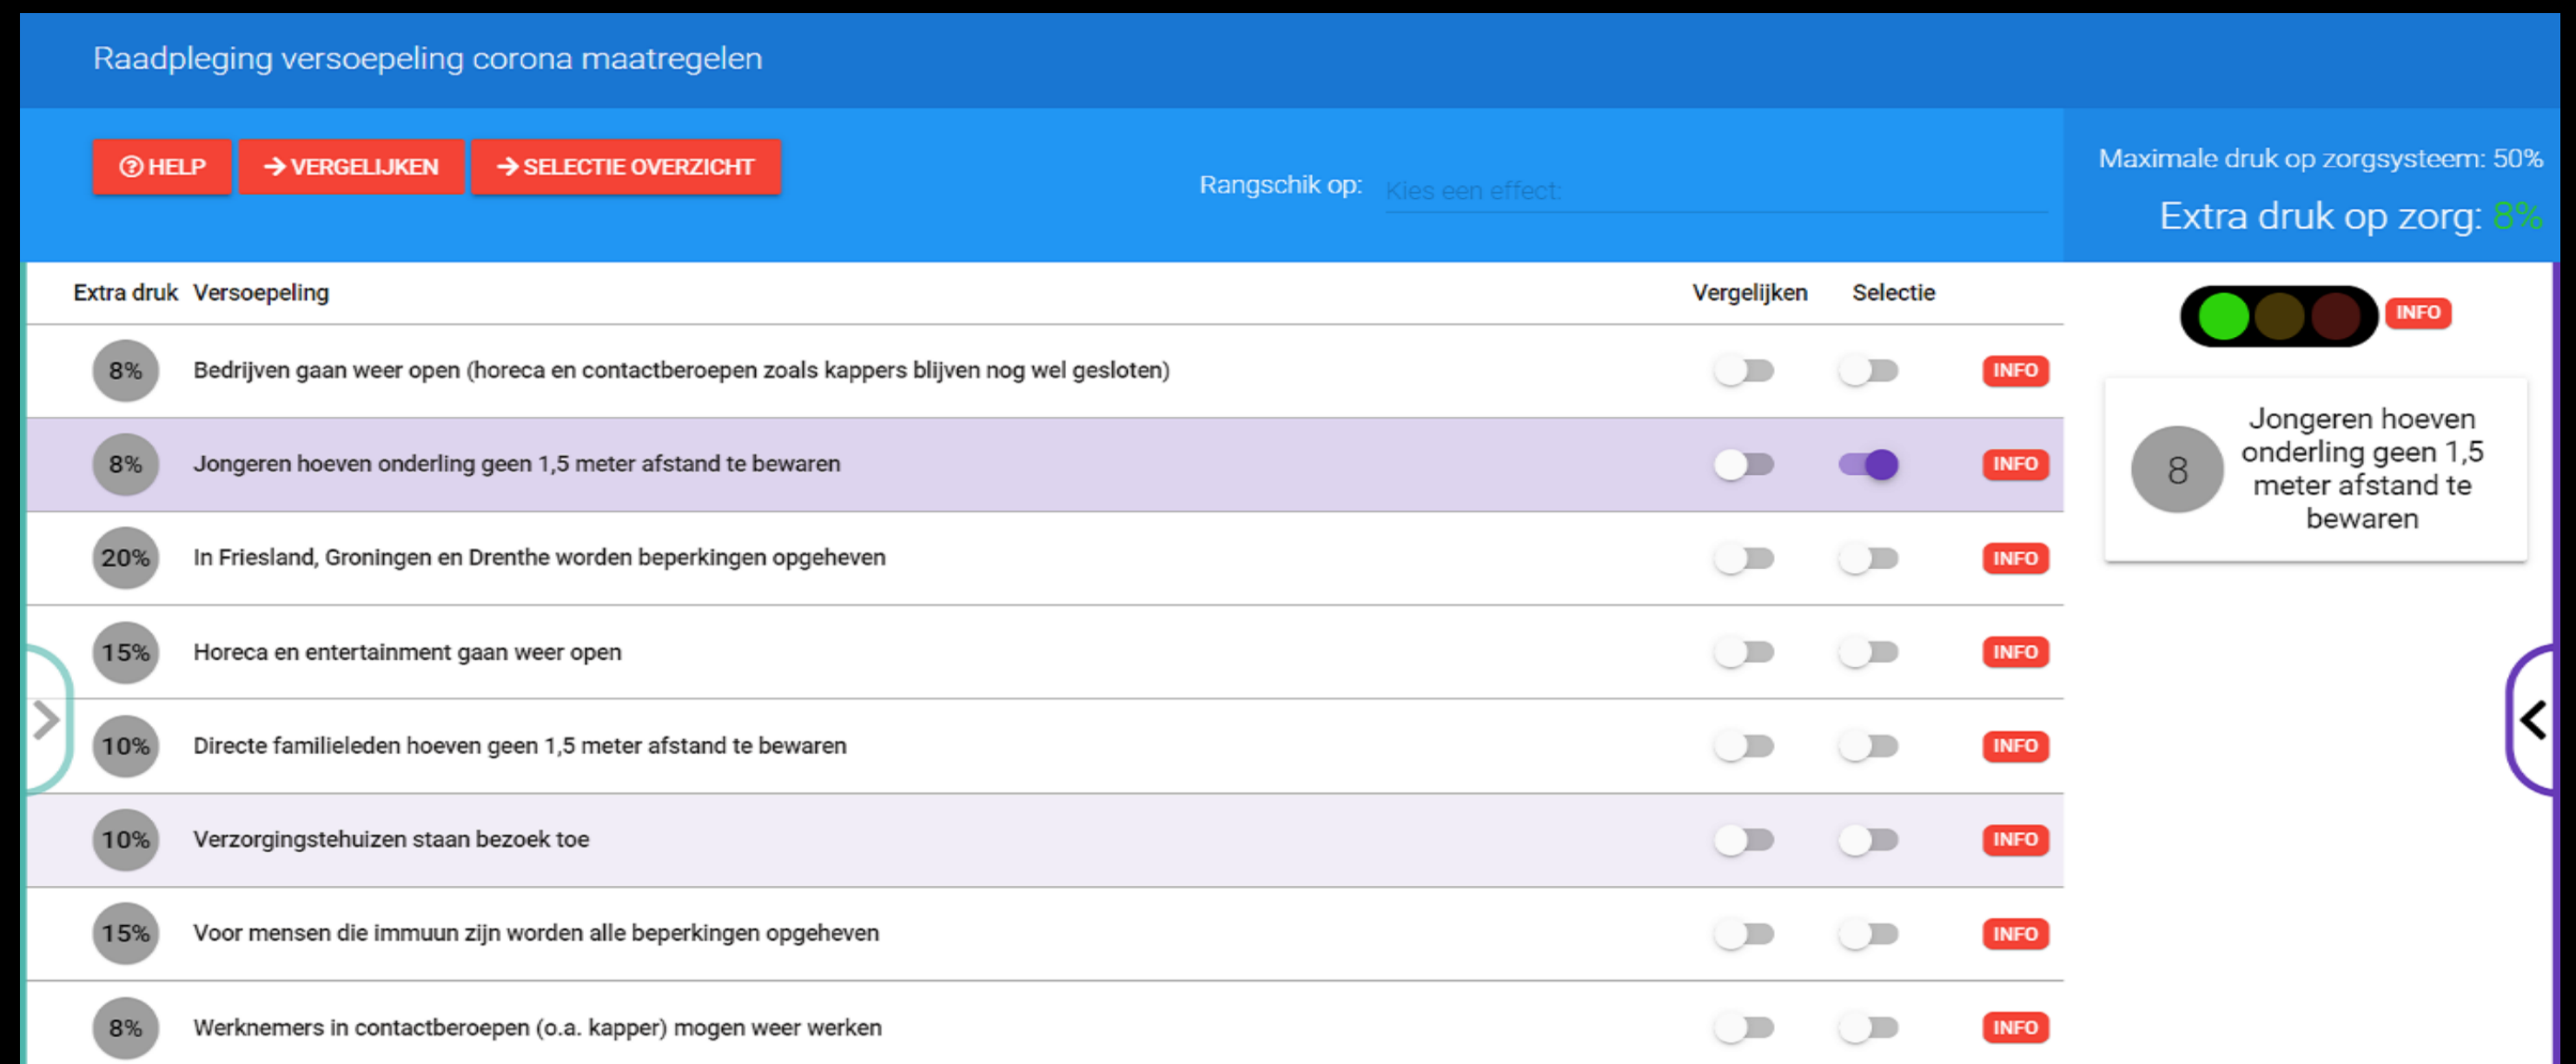 Raadpleging versoepeling corona maatregelen
HELP
VERGELIJKEN
SELECTIE OVERZICHT
Rangschik op: Kies een effect:
Maximale druk op zorgsysteem: 50%
Extra druk op zorg: 8%
Extra druk Versoepeling Vergelijken Selectie
8% Bedrijven gaan weer open (horeca en contactberoepen zoals kappers blijven nog wel gesloten) INFO
8% Jongeren hoeven onderling geen 1,5 meter afstand te bewaren INFO
20% In Friesland, Groningen en Drenthe worden beperkingen opgeheven INFO
15% Horeca en entertainment gaan weer open INFO
10% Directe familieleden hoeven geen 1,5 meter afstand te bewaren INFO
10% Verzorgingstehuizen staan bezoek toe INFO
15% Voor mensen die immuun zijn worden alle beperkingen opgeheven INFO
8% Werknemers in contactberoepen (o.a. kapper) mogen weer werken INFO
INFO
8
Jongeren hoeven
onderling geen 1,5
meter afstand te
bewaren